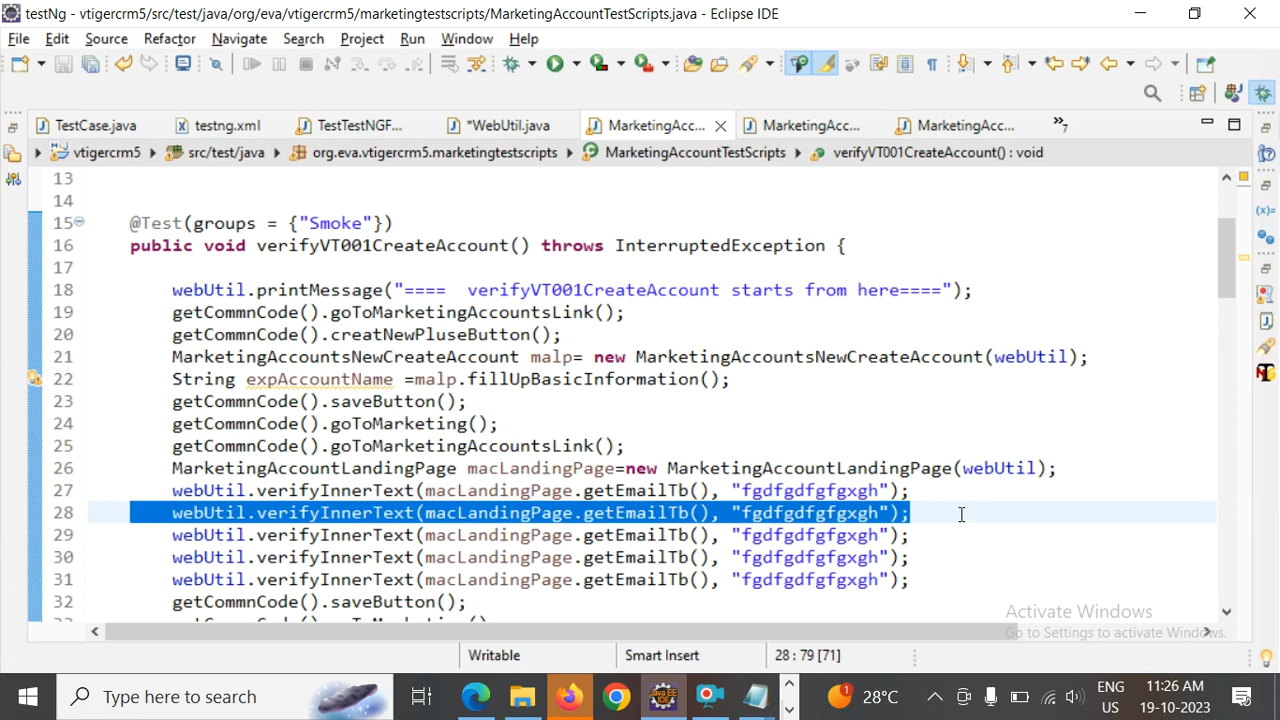 testNg - vtigercrm5/src/test/java/org/eva/vtigercrm5/marketingtestscripts/MarketingAccountTestScripts.java - Eclipse IDE
File Edit Source Refactor Navigate Search Project Run Window Help
TestCase.java testng.xml TestTestNGF... *WebUtil.java MarketingAcc... MarketingAcc... MarketingAcc... 7
vtigercrm5 src/test/java org.eva.vtigercrm5.marketingtestscripts MarketingAccountTestScripts verifyVT001CreateAccount() : void
13
14
15 @Test(groups = {"Smoke"})
16 public void verifyVT001CreateAccount() throws InterruptedException {
17
18 webUtil.printMessage("==== verifyVT001CreateAccount starts from here====");
19 getCommnCode().goToMarketingAccountsLink();
20 getCommnCode().creatNewPluseButton();
21 MarketingAccountsNewCreateAccount malp= new MarketingAccountsNewCreateAccount(webUtil);
22 String expAccountName =malp.fillUpBasicInformation();
23 getCommnCode().saveButton();
24 getCommnCode().goToMarketing();
25 getCommnCode().goToMarketingAccountsLink();
26 MarketingAccountLandingPage macLandingPage=new MarketingAccountLandingPage(webUtil);
27 webUtil.verifyInnerText(macLandingPage.getEmailTb(), "fgdfgdfgfgxgh");
28 webUtil.verifyInnerText(macLandingPage.getEmailTb(), "fgdfgdfgfgxgh");
29 webUtil.verifyInnerText(macLandingPage.getEmailTb(), "fgdfgdfgfgxgh");
30 webUtil.verifyInnerText(macLandingPage.getEmailTb(), "fgdfgdfgfgxgh");
31 webUtil.verifyInnerText(macLandingPage.getEmailTb(), "fgdfgdfgfgxgh");
32 getCommnCode().saveButton();
Activate Windows
Go to Settings to activate Windows.
Writable Smart Insert 28 : 79 [71]
Type here to search 28°C ENG US 11:26 AM 19-10-2023